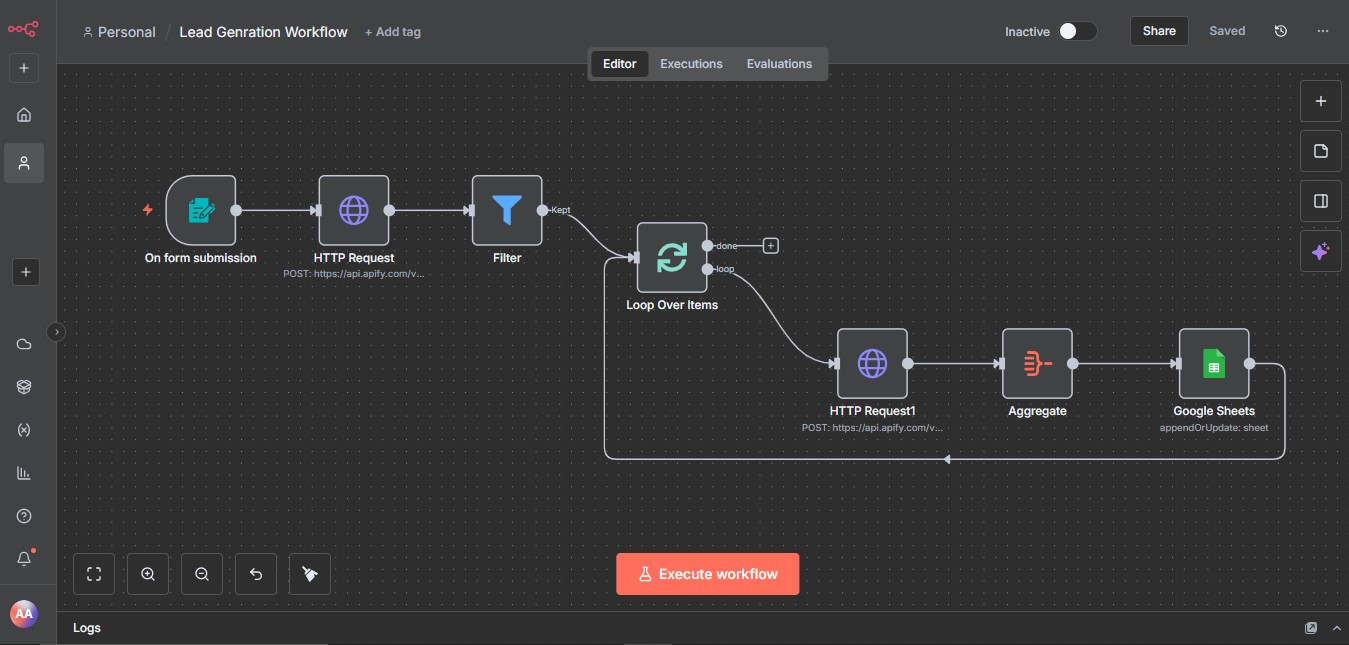 Personal / Lead Genration Workflow + Add tag
Inactive Share Saved
Editor Executions Evaluations
Kept
done
loop
On form submission
HTTP Request
POST: https://api.apify.com/v...
Filter
Loop Over Items
HTTP Request1
POST: https://api.apify.com/v...
Aggregate
Google Sheets
appendOrUpdate: sheet
Execute workflow
AA
Logs